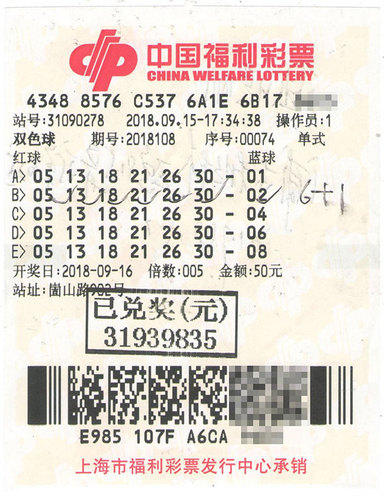 中国福利彩票
CHINA WELFARE LOTTERY
4348 8576 C537 6A1E 6B17
站号:31090278 2018.09.15-17:34:38 操作员:1
双色球 期号:2018108 序号:00074 单式
红球 蓝球
A> 05 13 18 21 26 30 - 01
B> 05 13 18 21 26 30 - 02 6+1
C> 05 13 18 21 26 30 - 04
D> 05 13 18 21 26 30 - 06
E> 05 13 18 21 26 30 - 08
开奖日:2018-09-16 倍数:005 金额:50元
站址:崮山路902号
已兑奖(元)
31939835
E985 107F A6CA
上海市福利彩票发行中心承销